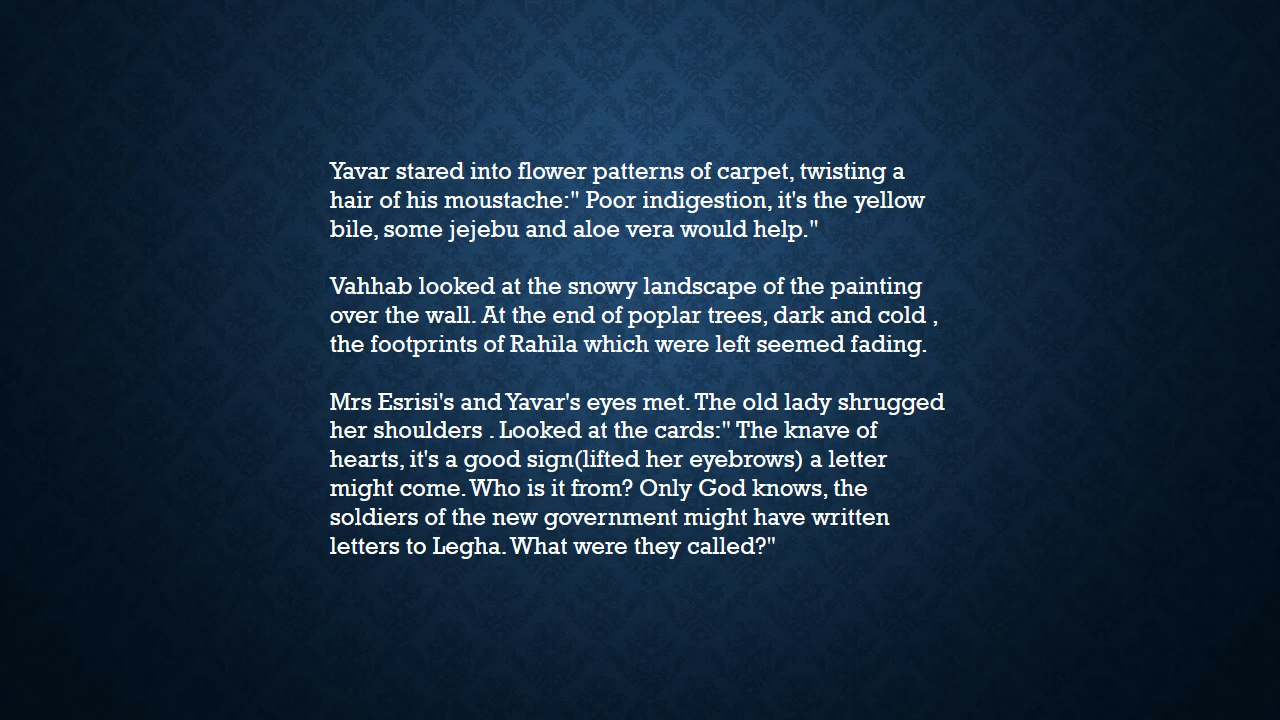 Yavar stared into flower patterns of carpet, twisting a
hair of his moustache:" Poor indigestion, it's the yellow
bile, some jejebu and aloe vera would help."
Vahhab looked at the snowy landscape of the painting
over the wall. At the end of poplar trees, dark and cold ,
the footprints of Rahila which were left seemed fading.
Mrs Esrisi's and Yavar's eyes met. The old lady shrugged
her shoulders . Looked at the cards:" The knave of
hearts, it's a good sign(lifted her eyebrows) a letter
might come. Who is it from? Only God knows, the
soldiers of the new government might have written
letters to Legha. What were they called?"